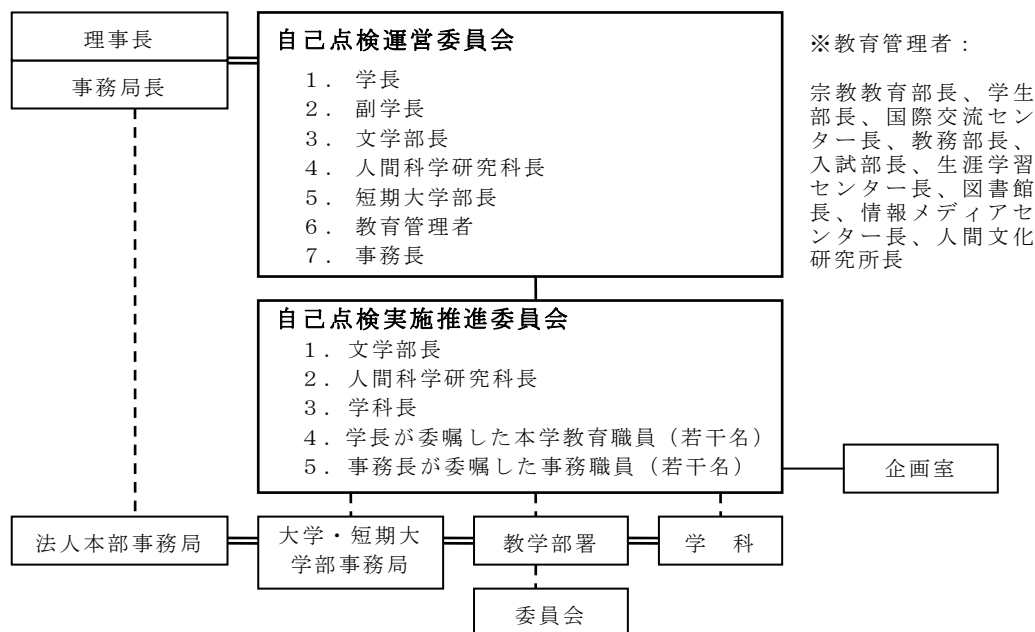 理事長
事務局長
自己点検運営委員会
1．学長
2．副学長
3．文学部長
4．人間科学研究科長
5．短期大学部長
6．教育管理者
7．事務長
※教育管理者：
宗教教育部長、学生
部長、国際交流セン
ター長、教務部長、
入試部長、生涯学習
センター長、図書館
長、情報メディアセ
ンター長、人間文化
研究所長
自己点検実施推進委員会
1．文学部長
2．人間科学研究科長
3．学科長
4．学長が委嘱した本学教育職員（若干名）
5．事務長が委嘱した事務職員（若干名）
企画室
法人本部事務局
大学・短期大
学部事務局
教学部署
学　科
委員会